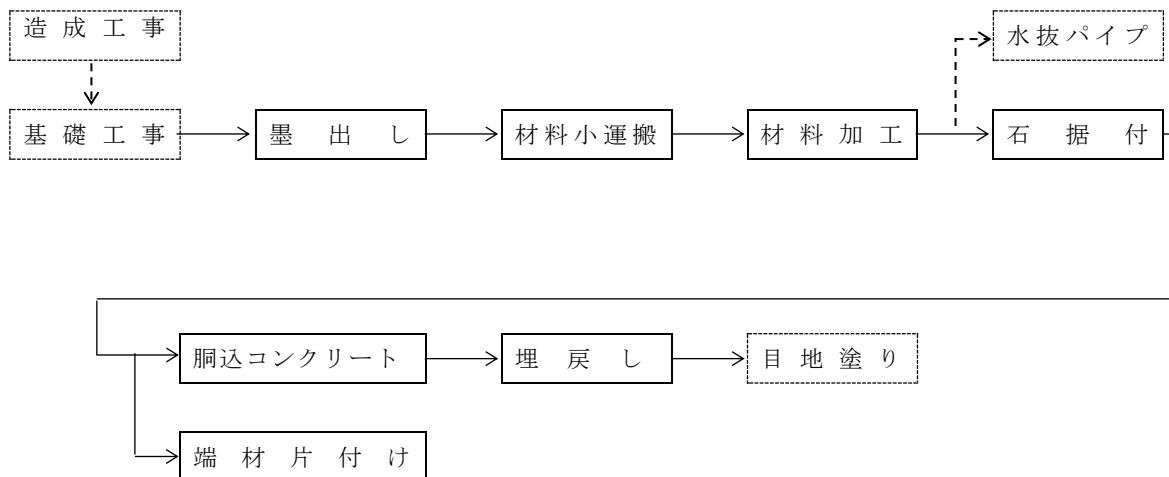 造成工事
水抜パイプ
基礎工事
墨出し
材料小運搬
材料加工
石据付
胴込コンクリート
埋戻し
目地塗り
端材片付け